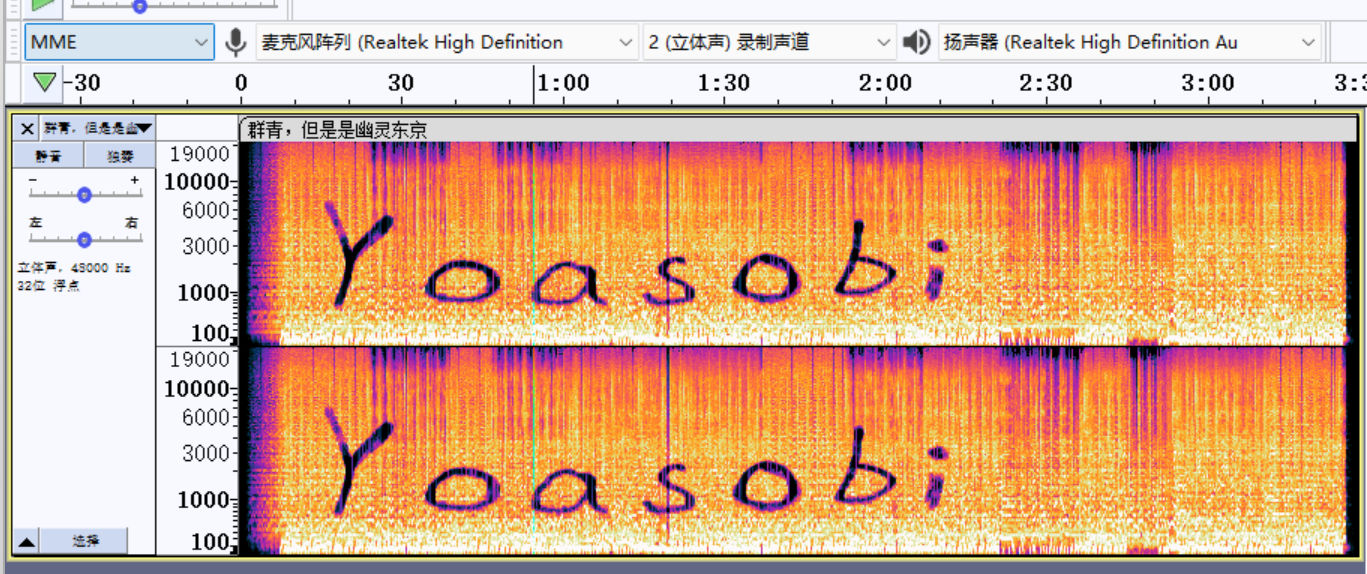 MME 麦克风阵列 (Realtek High Definition 2 (立体声) 录制声道 扬声器 (Realtek High Definition Au
-30 0 30 1:00 1:30 2:00 2:30 3:00 3:3
群青，但是是幽 群青，但是是幽灵东京
静音 独奏
- +
左 右
立体声, 48000 Hz
32位 浮点
选择
19000
10000
6000
3000
1000
100
Yoasobi
19000
10000
6000
3000
1000
100
Yoasobi